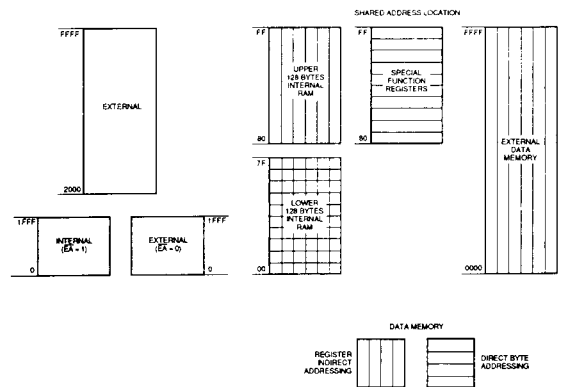 SHARED ADDRESS LOCATION
FFFF
EXTERNAL
2000
1FFF
INTERNAL
(EA = 1)
0
1FFF
EXTERNAL
(EA = 0)
0
FF
UPPER
128 BYTES
INTERNAL
RAM
80
FF
SPECIAL
FUNCTION
REGISTERS
80
7F
LOWER
128 BYTES
INTERNAL
RAM
00
FFFF
EXTERNAL
DATA
MEMORY
0000
DATA MEMORY
REGISTER
INDIRECT
ADDRESSING
DIRECT BYTE
ADDRESSING